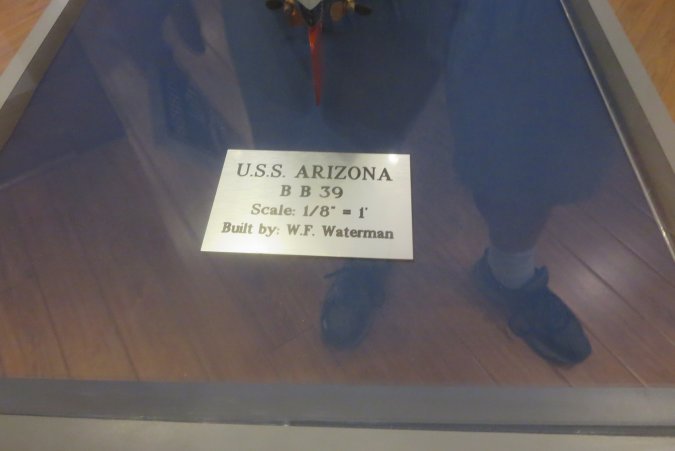 U.S.S. ARIZONA
B B 39
Scale: 1/8" = 1'
Built by: W.F. Waterman